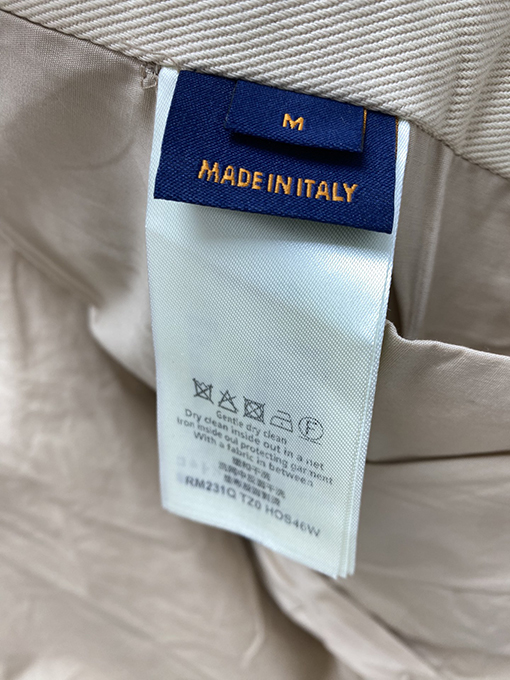 M
MADE IN ITALY
Gentle dry clean
Dry clean inside out in a net
Iron inside out protecting garment
With a fabric in between
RM231Q TZ0 HOS46W